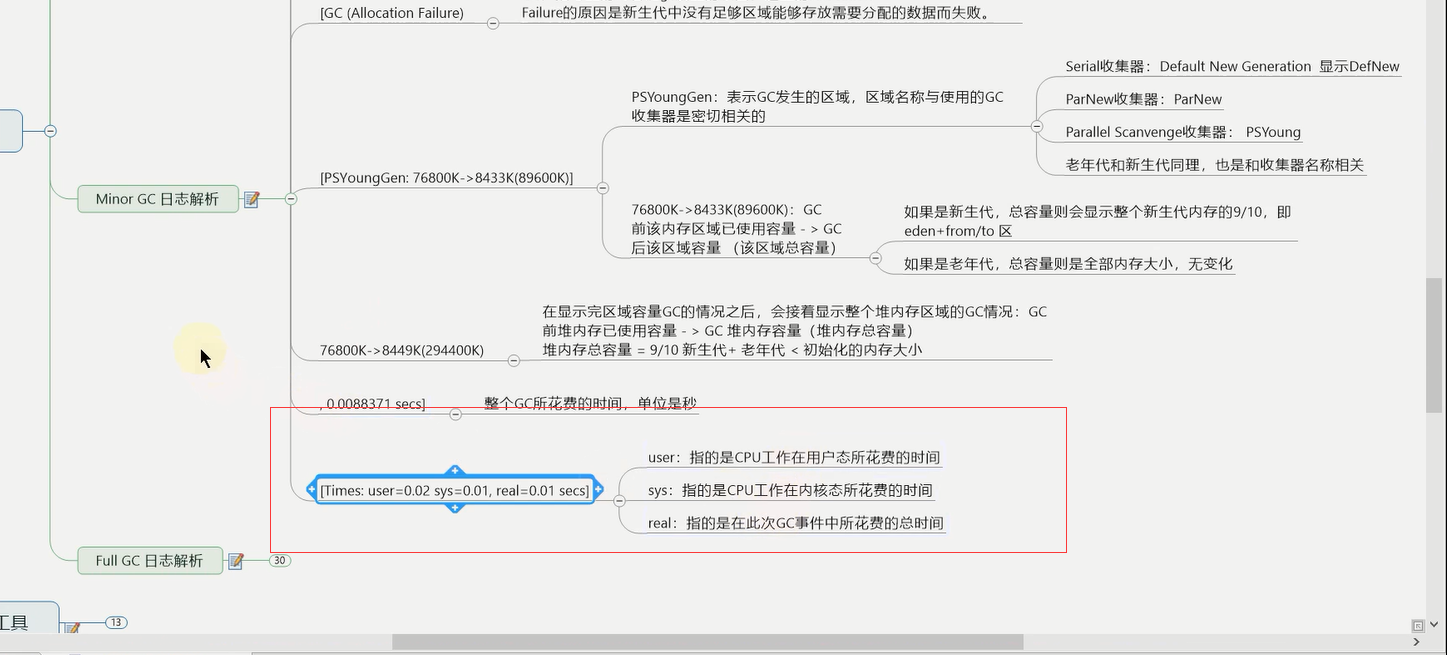 [GC (Allocation Failure)
Failure的原因是新生代中没有足够区域能够存放需要分配的数据而失败。
Minor GC 日志解析
[PSYoungGen: 76800K->8433K(89600K)]
PSYoungGen：表示GC发生的区域，区域名称与使用的GC
收集器是密切相关的
Serial收集器：Default New Generation 显示DefNew
ParNew收集器：ParNew
Parallel Scanvenge收集器： PSYoung
老年代和新生代同理，也是和收集器名称相关
76800K->8433K(89600K)：GC
前该内存区域已使用容量 - > GC
后该区域容量 （该区域总容量）
如果是新生代，总容量则会显示整个新生代内存的9/10，即
eden+from/to 区
如果是老年代，总容量则是全部内存大小，无变化
76800K->8449K(294400K)
在显示完区域容量GC的情况之后，会接着显示整个堆内存区域的GC情况：GC
前堆内存已使用容量 - > GC 堆内存容量（堆内存总容量）
堆内存总容量 = 9/10 新生代+ 老年代 < 初始化的内存大小
, 0.0088371 secs]
整个GC所花费的时间，单位是秒
[Times: user=0.02 sys=0.01, real=0.01 secs]
user：指的是CPU工作在用户态所花费的时间
sys：指的是CPU工作在内核态所花费的时间
real：指的是在此次GC事件中所花费的总时间
Full GC 日志解析
30
工具
13